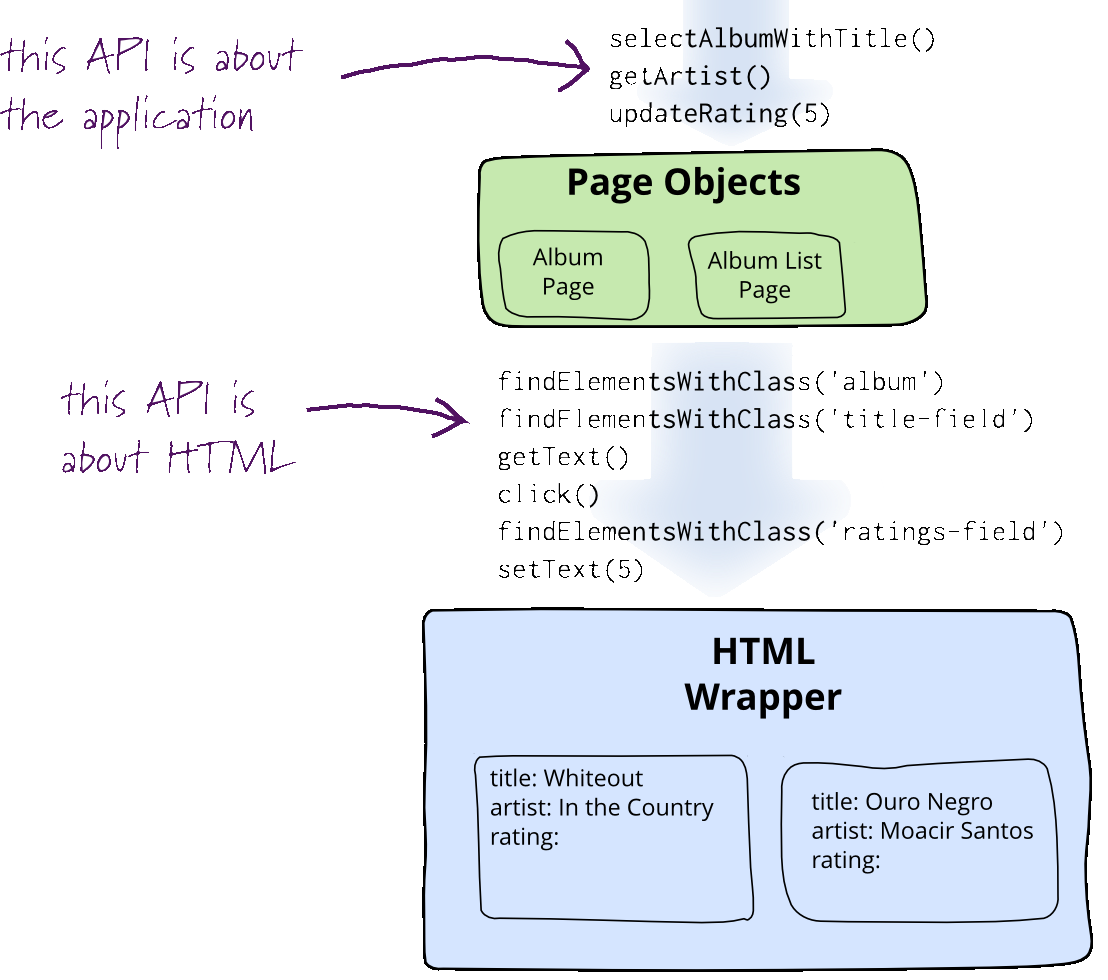 this API is about
the application
selectAlbumWithTitle()
getArtist()
updateRating(5)
Page Objects
Album
Page
Album List
Page
this API is
about HTML
findElementsWithClass('album')
findElementsWithClass('title-field')
getText()
click()
findElementsWithClass('ratings-field')
setText(5)
HTML
Wrapper
title: Whiteout
artist: In the Country
rating:
title: Ouro Negro
artist: Moacir Santos
rating: